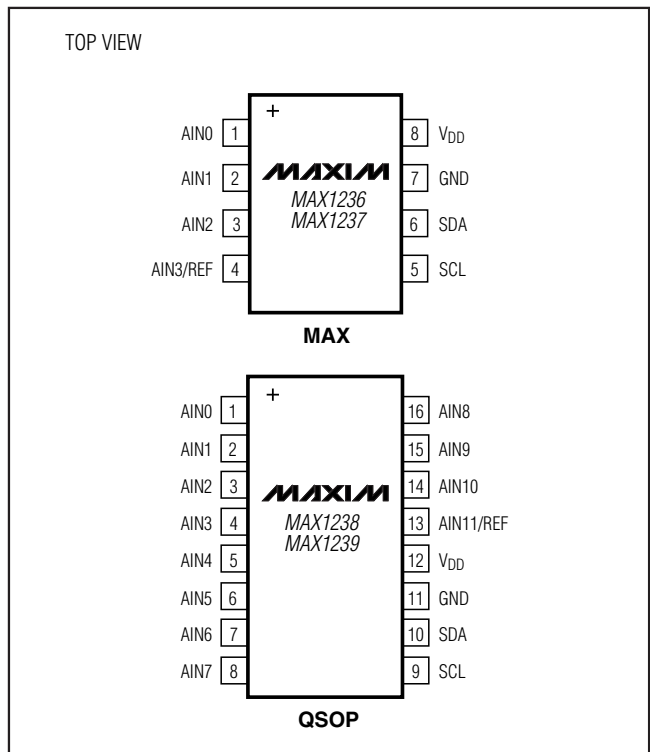 TOP VIEW
+
AIN0 1 8 VDD
AIN1 2 MAXIM 7 GND
MAX1236
AIN2 3 MAX1237 6 SDA
AIN3/REF 4 5 SCL
MAX
+
AIN0 1 16 AIN8
AIN1 2 15 AIN9
AIN2 3 MAXIM 14 AIN10
AIN3 4 MAX1238 13 AIN11/REF
MAX1239
AIN4 5 12 VDD
AIN5 6 11 GND
AIN6 7 10 SDA
AIN7 8 9 SCL
QSOP